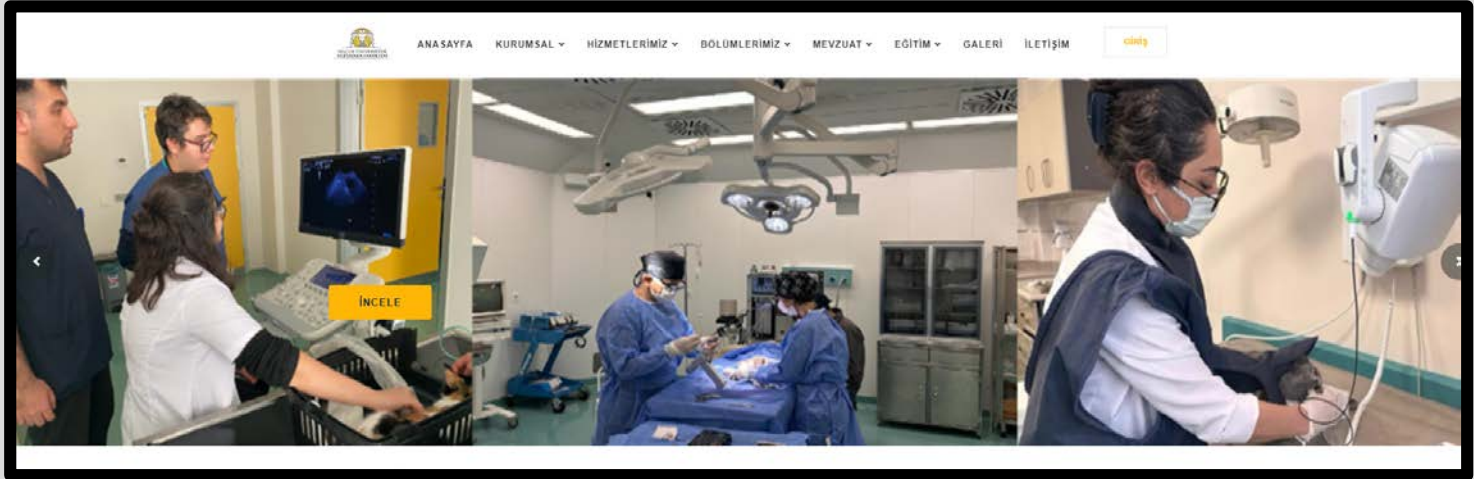 ANASAYFA KURUMSAL HİZMETLERİMİZ BÖLÜMLERİMİZ MEVZUAT EĞİTİM GALERİ İLETİŞİM GİRİŞ
İNCELE